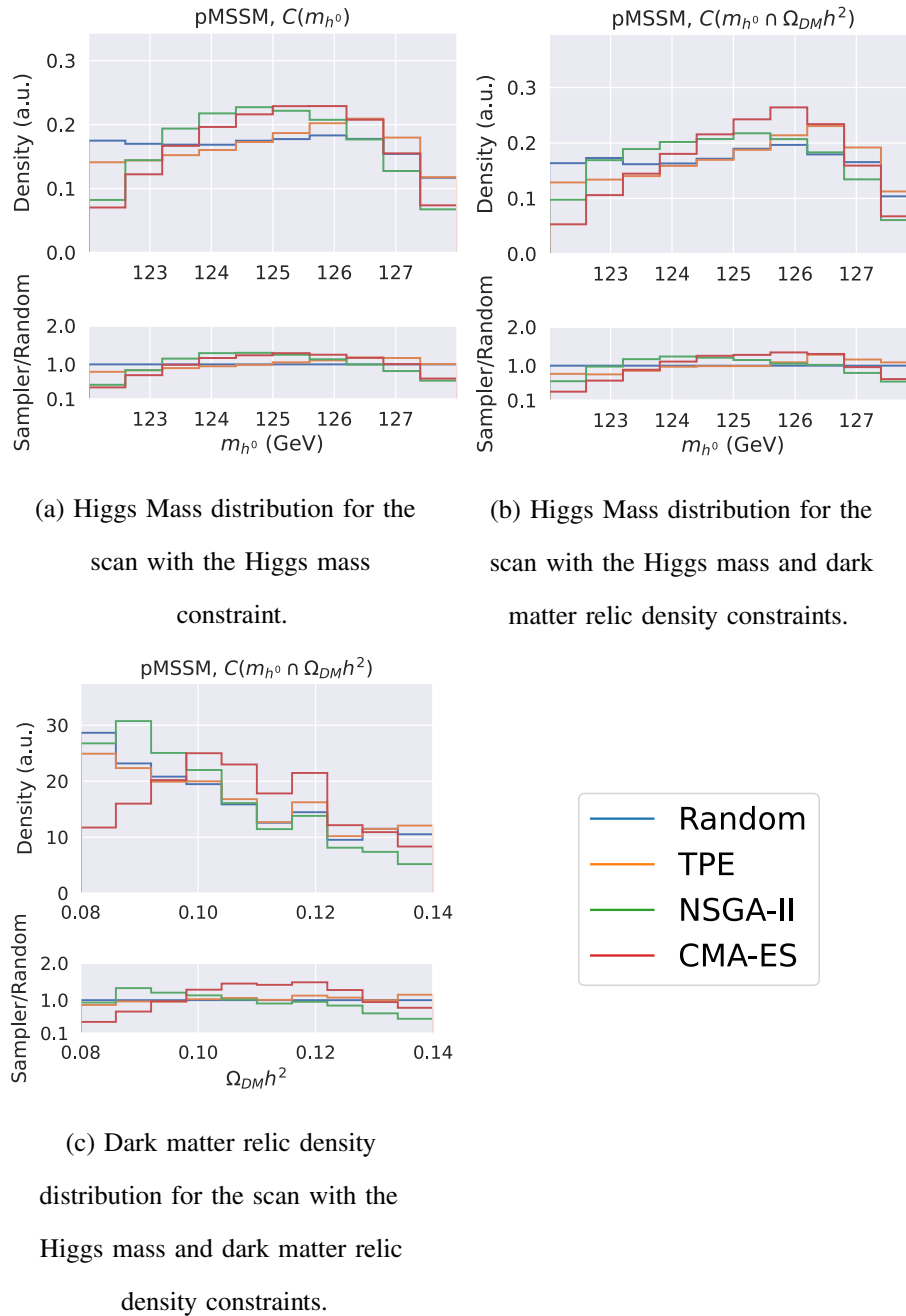 pMSSM, C(m_{h^0})
Density (a.u.)
0.3
0.2
0.1
0.0
123 124 125 126 127
Sampler/Random
2.0
1.0
0.1
123 124 125 126 127
m_{h^0} (GeV)
(a) Higgs Mass distribution for the
scan with the Higgs mass
constraint.
pMSSM, C(m_{h^0} ∩ Ω_{DM}h^2)
Density (a.u.)
0.3
0.2
0.1
0.0
123 124 125 126 127
Sampler/Random
2.0
1.0
0.1
123 124 125 126 127
m_{h^0} (GeV)
(b) Higgs Mass distribution for the
scan with the Higgs mass and dark
matter relic density constraints.
pMSSM, C(m_{h^0} ∩ Ω_{DM}h^2)
Density (a.u.)
30
20
10
0
0.08 0.10 0.12 0.14
Sampler/Random
2.0
1.0
0.1
0.08 0.10 0.12 0.14
Ω_{DM}h^2
(c) Dark matter relic density
distribution for the scan with the
Higgs mass and dark matter relic
density constraints.
Random
TPE
NSGA-II
CMA-ES